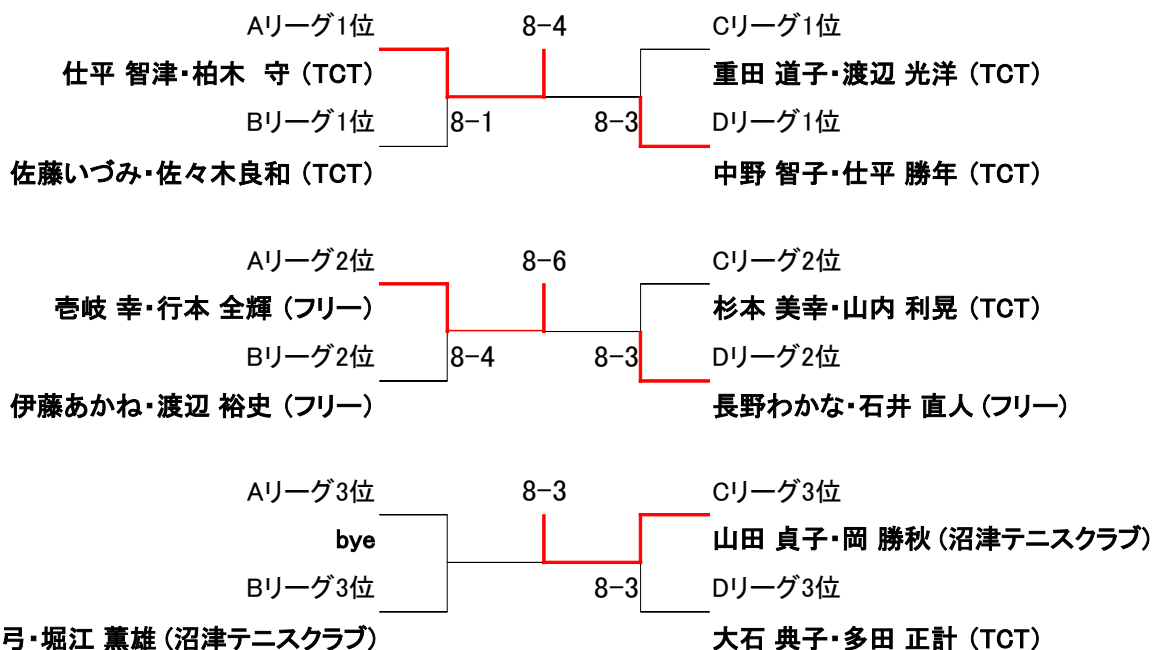 Aリーグ1位 8-4 Cリーグ1位
仕平 智津・柏木　守 (TCT) 重田 道子・渡辺 光洋 (TCT)
Bリーグ1位 8-1 8-3 Dリーグ1位
佐藤いづみ・佐々木良和 (TCT) 中野 智子・仕平 勝年 (TCT)
Aリーグ2位 8-6 Cリーグ2位
壱岐 幸・行本 全輝 (フリー) 杉本 美幸・山内 利晃 (TCT)
Bリーグ2位 8-4 8-3 Dリーグ2位
伊藤あかね・渡辺 裕史 (フリー) 長野わかな・石井 直人 (フリー)
Aリーグ3位 8-3 Cリーグ3位
bye 山田 貞子・岡 勝秋 (沼津テニスクラブ)
Bリーグ3位 8-3 Dリーグ3位
弓・堀江 薫雄 (沼津テニスクラブ) 大石 典子・多田 正計 (TCT)